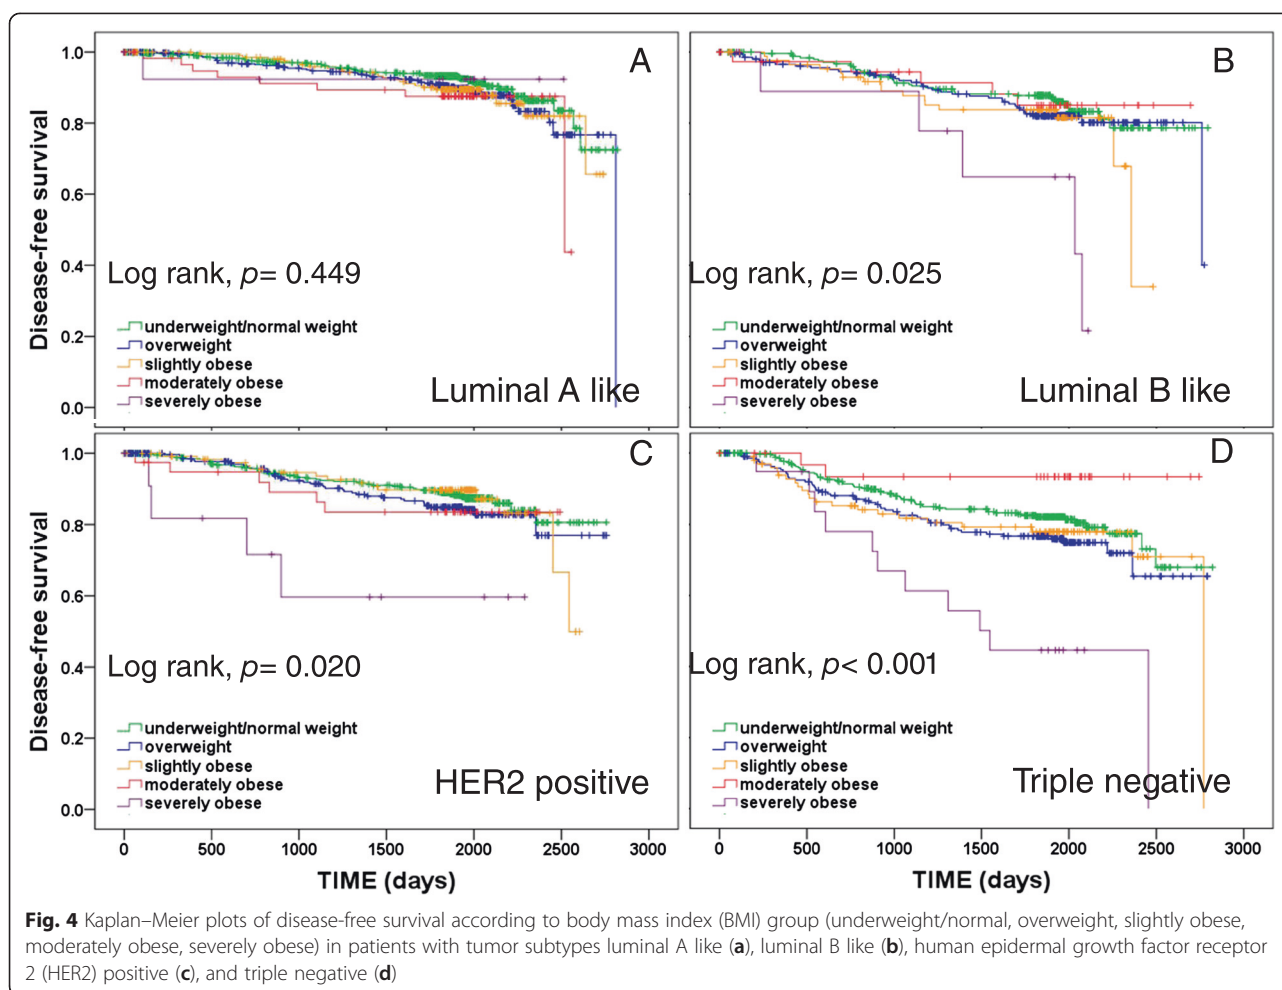 A
1.0
0.8
0.6
0.4
0.2
0.0
Disease-free survival
Log rank, p= 0.449
underweight/normal weight
overweight
slightly obese
moderately obese
severely obese
Luminal A like
B
Log rank, p= 0.025
underweight/normal weight
overweight
slightly obese
moderately obese
severely obese
Luminal B like
C
1.0
0.8
0.6
0.4
0.2
0.0
Disease-free survival
Log rank, p= 0.020
underweight/normal weight
overweight
slightly obese
moderately obese
severely obese
HER2 positive
0 500 1000 1500 2000 2500 3000
TIME (days)
D
Log rank, p< 0.001
underweight/normal weight
overweight
slightly obese
moderately obese
severely obese
Triple negative
0 500 1000 1500 2000 2500 3000
TIME (days)
Fig. 4 Kaplan–Meier plots of disease-free survival according to body mass index (BMI) group (underweight/normal, overweight, slightly obese,
moderately obese, severely obese) in patients with tumor subtypes luminal A like (a), luminal B like (b), human epidermal growth factor receptor
2 (HER2) positive (c), and triple negative (d)